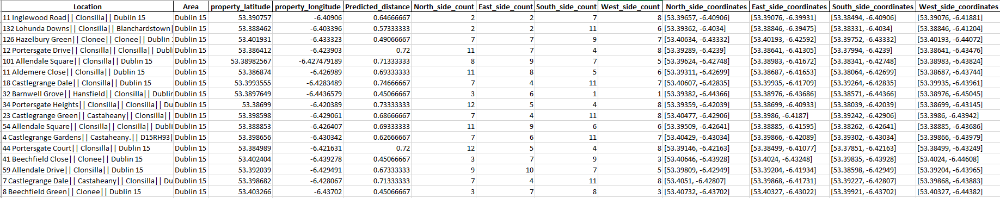 Location Area property_latitude property_longitude Predicted_distance North_side_count East_side_count South_side_count West_side_count North_side_coordinates East_side_coordinates South_side_coordinates West_side_coordinates
11 Inglewood Road|| Clonsilla|| Dublin 15 Dublin 15 53.390757 -6.40906 0.64666667 2 2 7 8 [53.39657, -6.40906] [53.39076, -6.39931] [53.38494, -6.40906] [53.39076, -6.41881]
132 Lohunda Downs|| Clonsilla|| Blanchardstown| Dublin 15 53.388462 -6.403396 0.57333333 2 2 11 6 [53.39362, -6.4034] [53.38846, -6.39475] [53.38331, -6.4034] [53.38846, -6.41204]
126 Hazelbury Green|| Clonee|| Clonee|| Dublin Dublin 15 53.401931 -6.433323 0.49066667 7 7 9 7 [53.40634, -6.43332] [53.40193, -6.42592] [53.39752, -6.43332] [53.40193, -6.44072]
12 Portersgate Drive|| Clonsilla|| Clonsilla|| Dubli Dublin 15 53.386412 -6.423903 0.72 11 7 4 8 [53.39289, -6.4239] [53.38641, -6.41305] [53.37994, -6.4239] [53.38641, -6.43476]
101 Allendale Square|| Clonsilla|| Dublin 15 Dublin 15 53.38982567 -6.427479189 0.71333333 8 9 7 5 [53.39624, -6.42748] [53.38983, -6.41672] [53.38341, -6.42748] [53.38983, -6.43824]
11 Aldemere Close|| Clonsilla|| Dublin 15 Dublin 15 53.386874 -6.426989 0.69333333 11 8 5 6 [53.39311, -6.42699] [53.38687, -6.41653] [53.38064, -6.42699] [53.38687, -6.43744]
18 Castlegrange Dale|| Clonsilla|| Dublin 15 Dublin 15 53.3993555 -6.4283489 0.74666667 7 4 11 7 [53.40607, -6.42835] [53.39935, -6.41709] [53.39264, -6.42835] [53.39935, -6.43961]
32 Barnwell Grove|| Hansfield|| Clonsilla|| Dublin Dublin 15 53.3897649 -6.4436579 0.45066667 3 6 1 1 [53.39382, -6.44366] [53.38976, -6.43686] [53.38571, -6.44366] [53.38976, -6.45045]
34 Portersgate Heights|| Clonsilla|| Clonsilla|| Du Dublin 15 53.38699 -6.420389 0.73333333 12 5 4 8 [53.39359, -6.42039] [53.38699, -6.40933] [53.38039, -6.42039] [53.38699, -6.43145]
23 Castlegrange Green|| Castaheany|| Clonsilla|| Dublin 15 53.398598 -6.429061 0.68666667 7 4 11 8 [53.40477, -6.42906] [53.3986, -6.4187] [53.39242, -6.42906] [53.3986, -6.43942]
54 Allendale Square|| Clonsilla|| Clonsilla|| Dubli Dublin 15 53.388853 -6.426407 0.69333333 11 9 6 6 [53.39509, -6.42641] [53.38885, -6.41595] [53.38262, -6.42641] [53.38885, -6.43686]
4 Castlegrange Gardens|| Castaheany.|| D15RH93| Dublin 15 53.398656 -6.430342 0.62666667 7 6 11 7 [53.40429, -6.43034] [53.39866, -6.42089] [53.39302, -6.43034] [53.39866, -6.43979]
44 Portersgate Court|| Clonsilla|| Dublin 15 Dublin 15 53.384989 -6.421631 0.72 12 5 4 8 [53.39146, -6.42163] [53.38499, -6.41077] [53.37851, -6.42163] [53.38499, -6.43249]
41 Beechfield Close|| Clonee|| Dublin 15 Dublin 15 53.402404 -6.439278 0.45066667 3 7 9 3 [53.40646, -6.43928] [53.4024, -6.43248] [53.39835, -6.43928] [53.4024, -6.44608]
59 Allendale Drive|| Clonsilla|| Dublin 15 Dublin 15 53.392039 -6.429491 0.67333333 9 10 7 5 [53.39809, -6.42949] [53.39204, -6.41934] [53.38598, -6.42949] [53.39204, -6.43965]
7 Castlegrange Dale|| Castaheany|| Clonsilla|| Du Dublin 15 53.398682 -6.428067 0.71333333 7 4 11 8 [53.4051, -6.42807] [53.39868, -6.41731] [53.39227, -6.42807] [53.39868, -6.43883]
8 Beechfield Green|| Clonee|| Dublin 15 Dublin 15 53.403266 -6.43702 0.45066667 3 7 8 3 [53.40732, -6.43702] [53.40327, -6.43022] [53.39921, -6.43702] [53.40327, -6.44382]